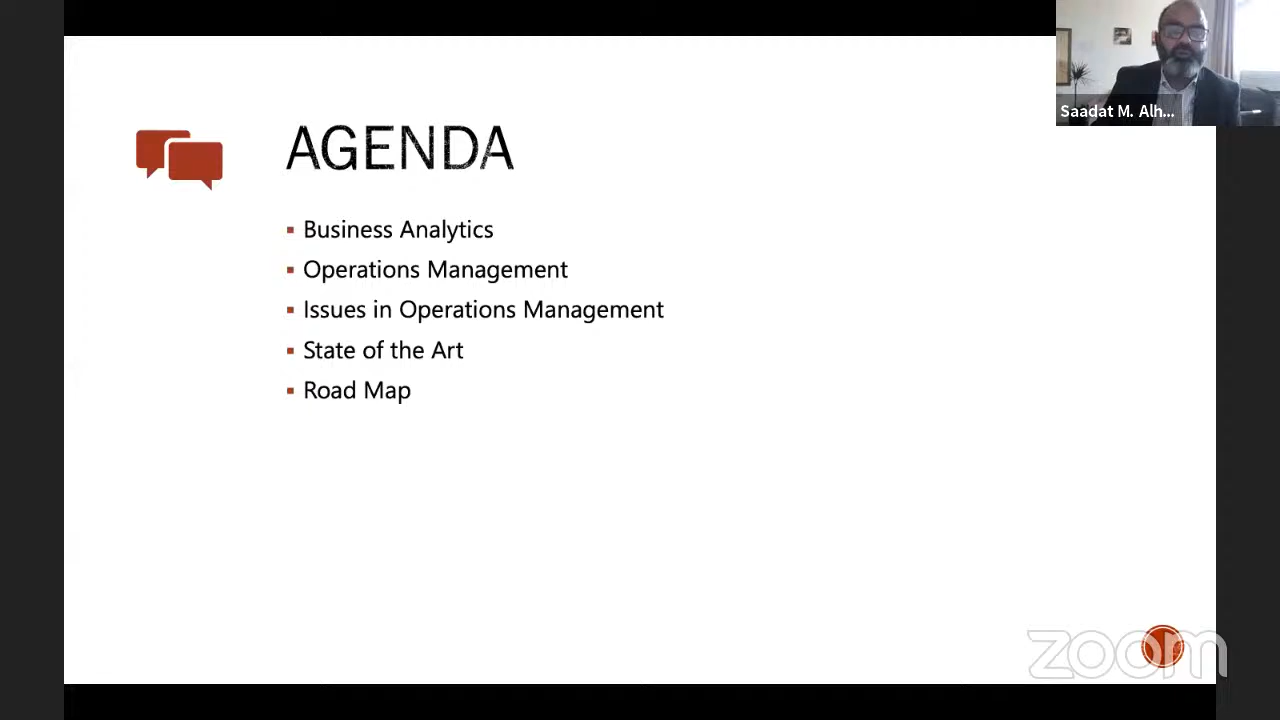 AGENDA
Business Analytics
Operations Management
Issues in Operations Management
State of the Art
Road Map
Saadat M. Alh...
zoom